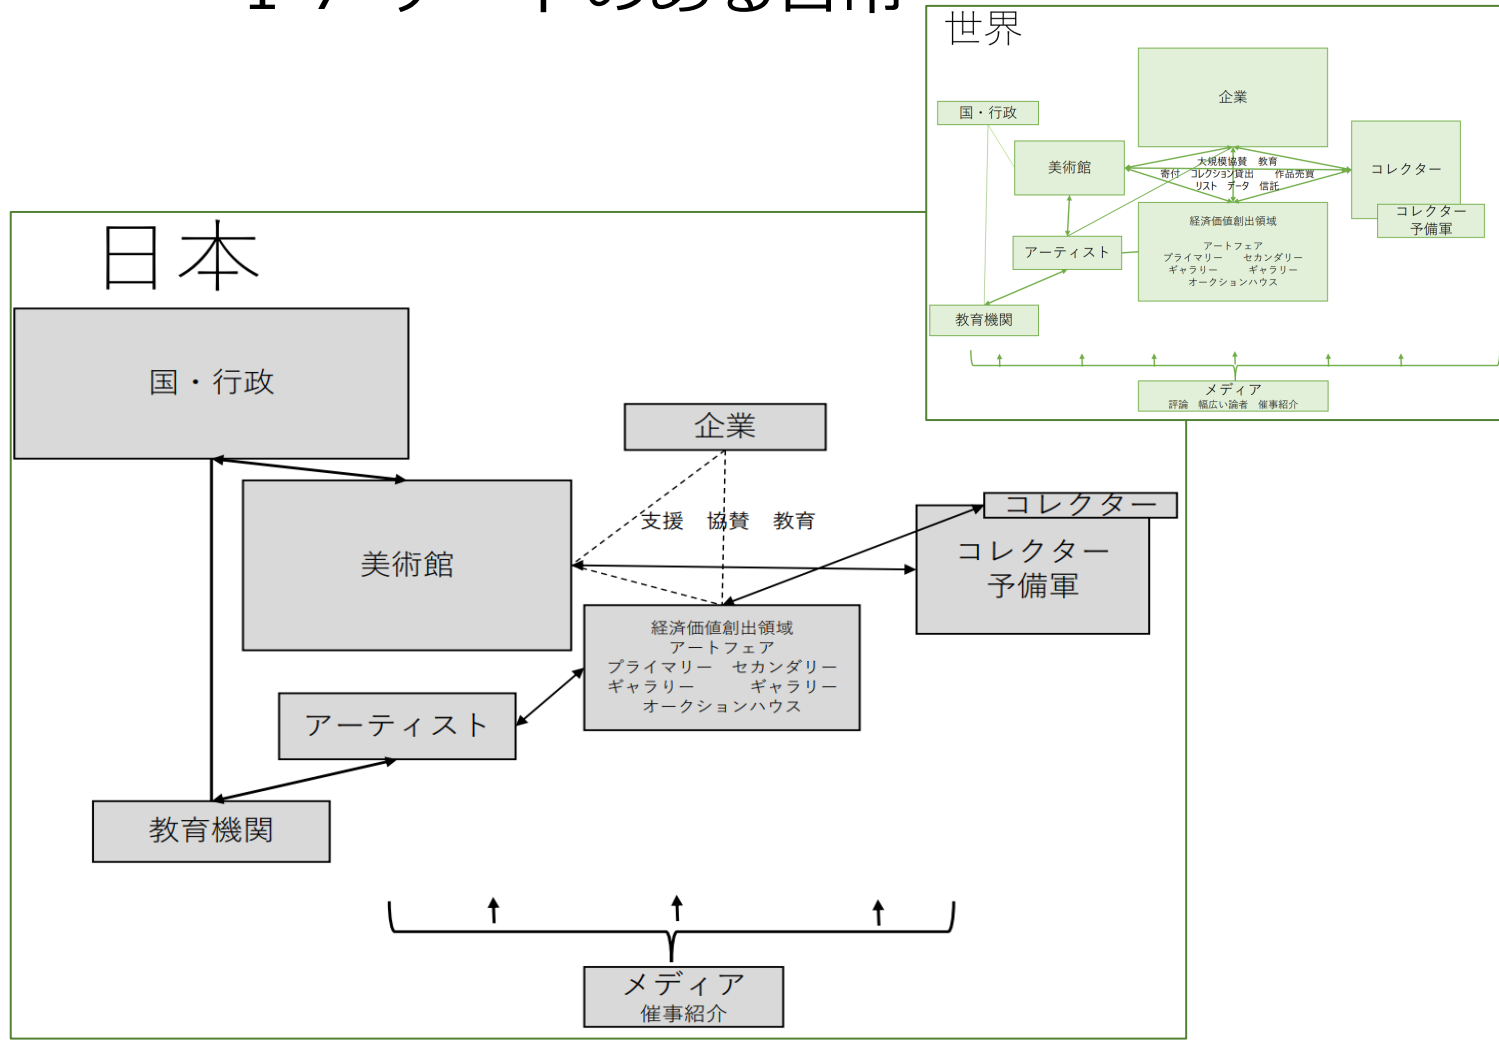 世界
企業
国・行政
美術館
コレクター
大規模協賛　教育
寄付　コレクション貸出　作品売買
リスト　データ　信託
コレクター
予備軍
経済価値創出領域
アートフェア
プライマリー　セカンダリー
ギャラリー　ギャラリー
オークションハウス
アーティスト
教育機関
メディア
評論　幅広い論者　催事紹介
日本
国・行政
企業
支援　協賛　教育
美術館
コレクター
コレクター
予備軍
経済価値創出領域
アートフェア
プライマリー　セカンダリー
ギャラリー　ギャラリー
オークションハウス
アーティスト
教育機関
メディア
催事紹介